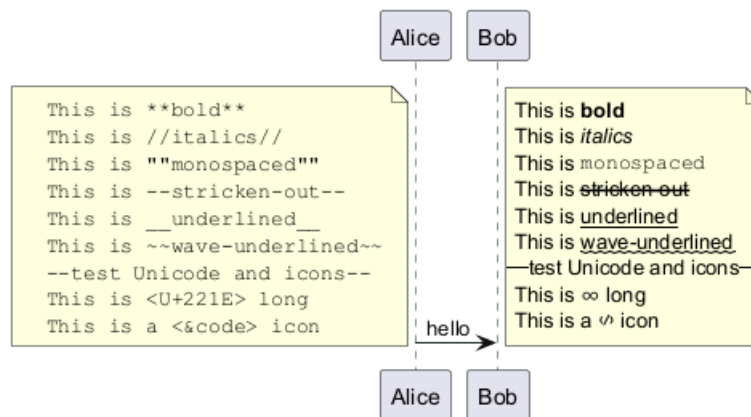 Alice Bob
This is **bold**
This is //italics//
This is ""monospaced""
This is --stricken-out--
This is __underlined__
This is ~~wave-underlined~~
--test Unicode and icons--
This is <U+221E> long
This is a <&code> icon
This is bold
This is italics
This is monospaced
This is stricken-out
This is underlined
This is wave-underlined
test Unicode and icons
This is ∞ long
This is a icon
hello
Alice Bob